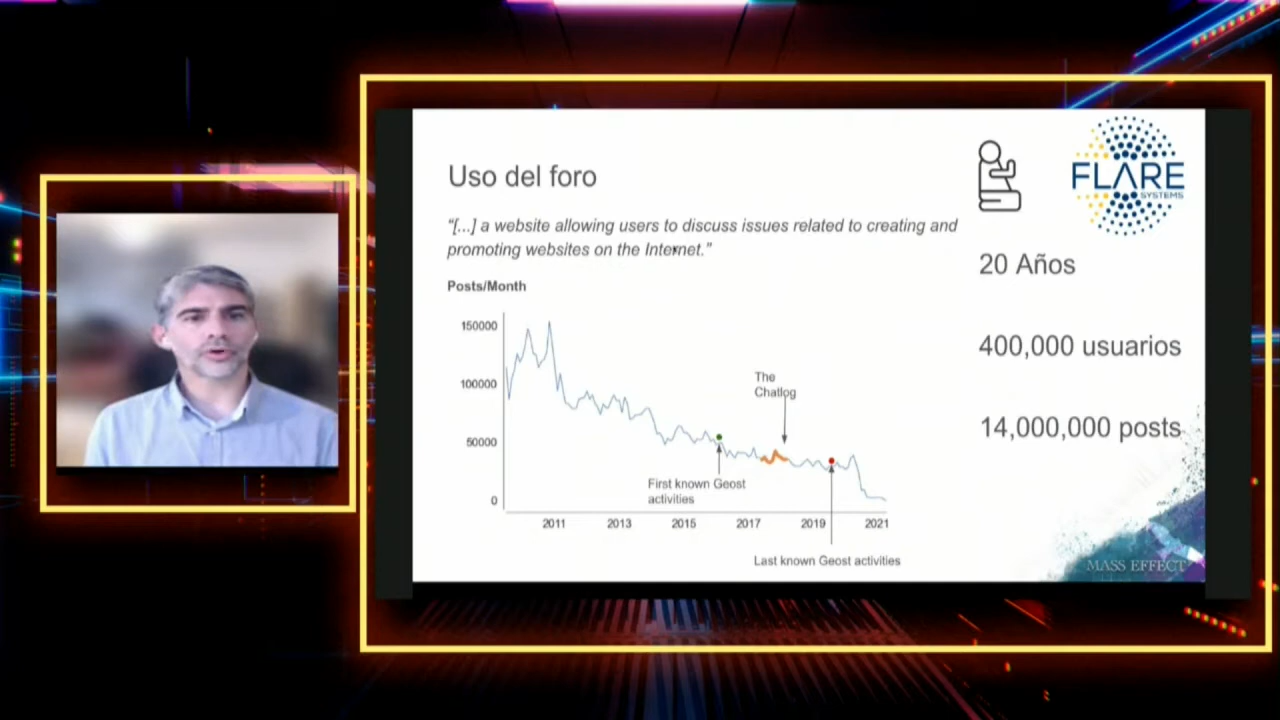 Uso del foro
"[...] a website allowing users to discuss issues related to creating and
promoting websites on the Internet."
Posts/Month
150000
100000
50000
0
The
Chatlog
First known Geost
activities
2011 2013 2015 2017 2019 2021
Last known Geost activities
FLARE
SYSTEMS
20 Años
400,000 usuarios
14,000,000 posts
MASS EFFECT